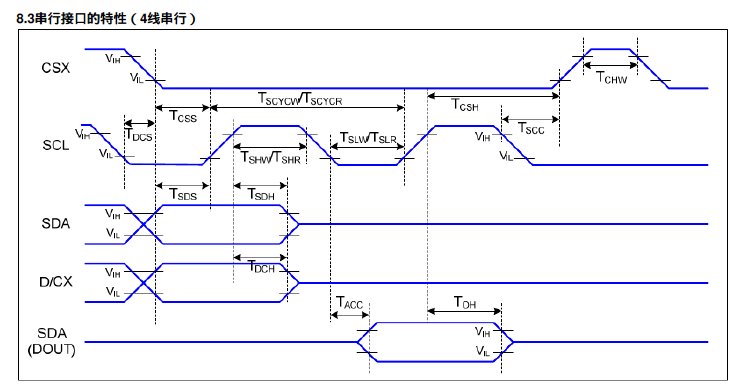 8.3串行接口的特性（4线串行）
CSX
VIH
VIL
TCHW
TCSS
TSCYCW/TSCYCR
TCSH
TDCS
TSCC
SCL
VIH
VIL
TSHW/TSHR
TSLW/TSLR
VIH
VIL
TSDS
TSDH
SDA
VIH
VIL
TDCH
D/CX
VIH
VIL
TACC
TDH
SDA
(DOUT)
VIH
VIL